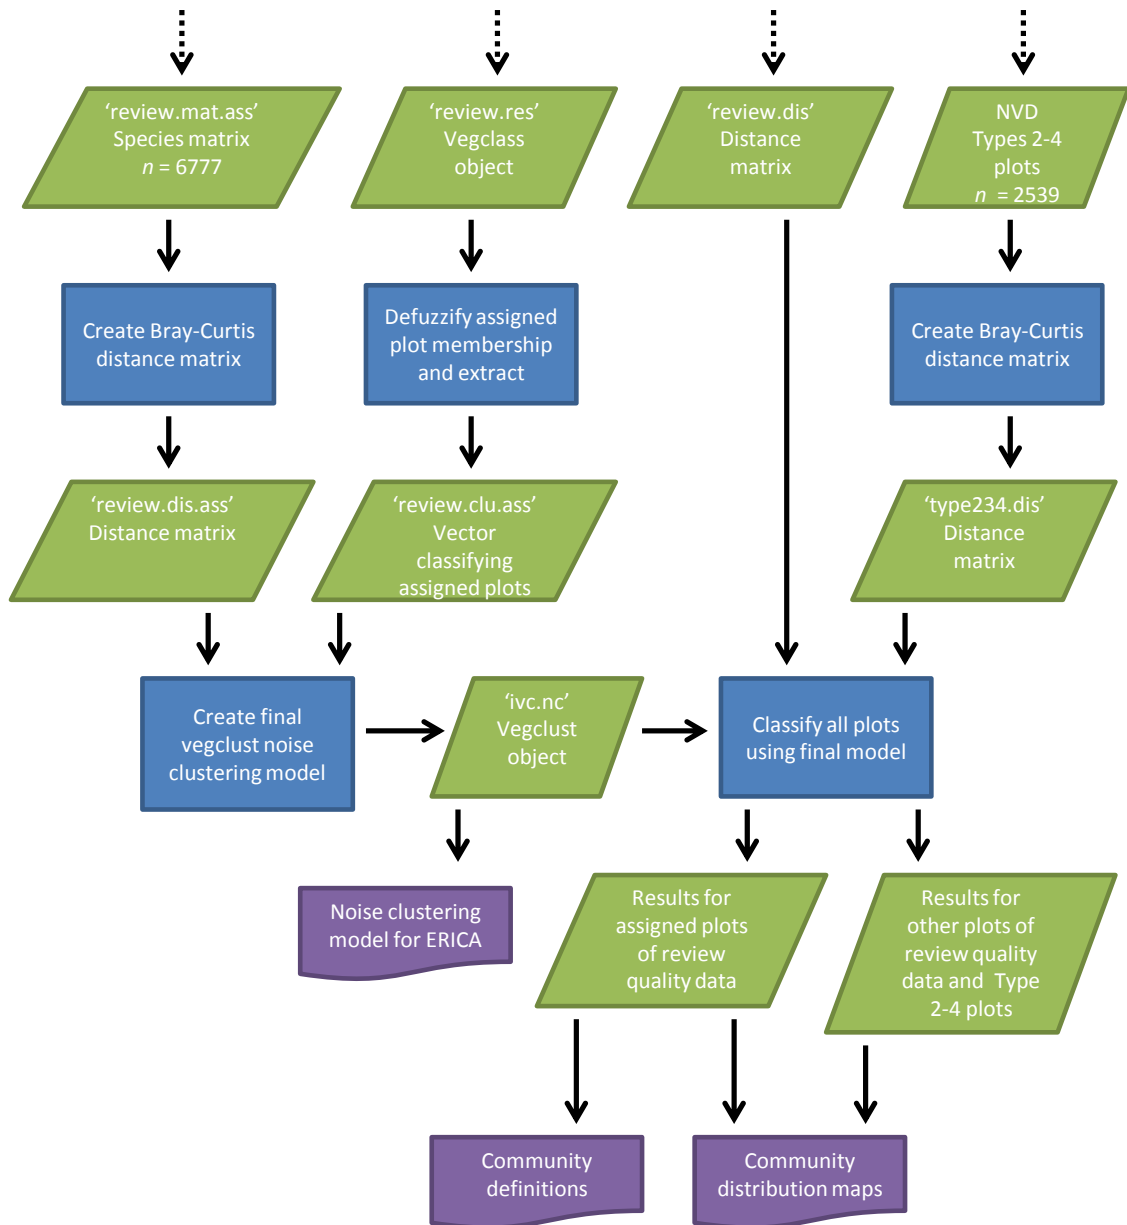 ‘review.mat.ass’
Species matrix
n = 6777
‘review.res’
Vegclass
object
‘review.dis’
Distance
matrix
NVD
Types 2-4
plots
n = 2539
Create Bray-Curtis
distance matrix
Defuzzify assigned
plot membership
and extract
Create Bray-Curtis
distance matrix
‘review.dis.ass’
Distance matrix
‘review.clu.ass’
Vector
classifying
assigned plots
‘type234.dis’
Distance
matrix
Create final
vegclust noise
clustering model
‘ivc.nc’
Vegclust
object
Classify all plots
using final model
Noise clustering
model for ERICA
Results for
assigned plots
of review
quality data
Results for
other plots of
review quality
data and Type
2-4 plots
Community
definitions
Community
distribution maps